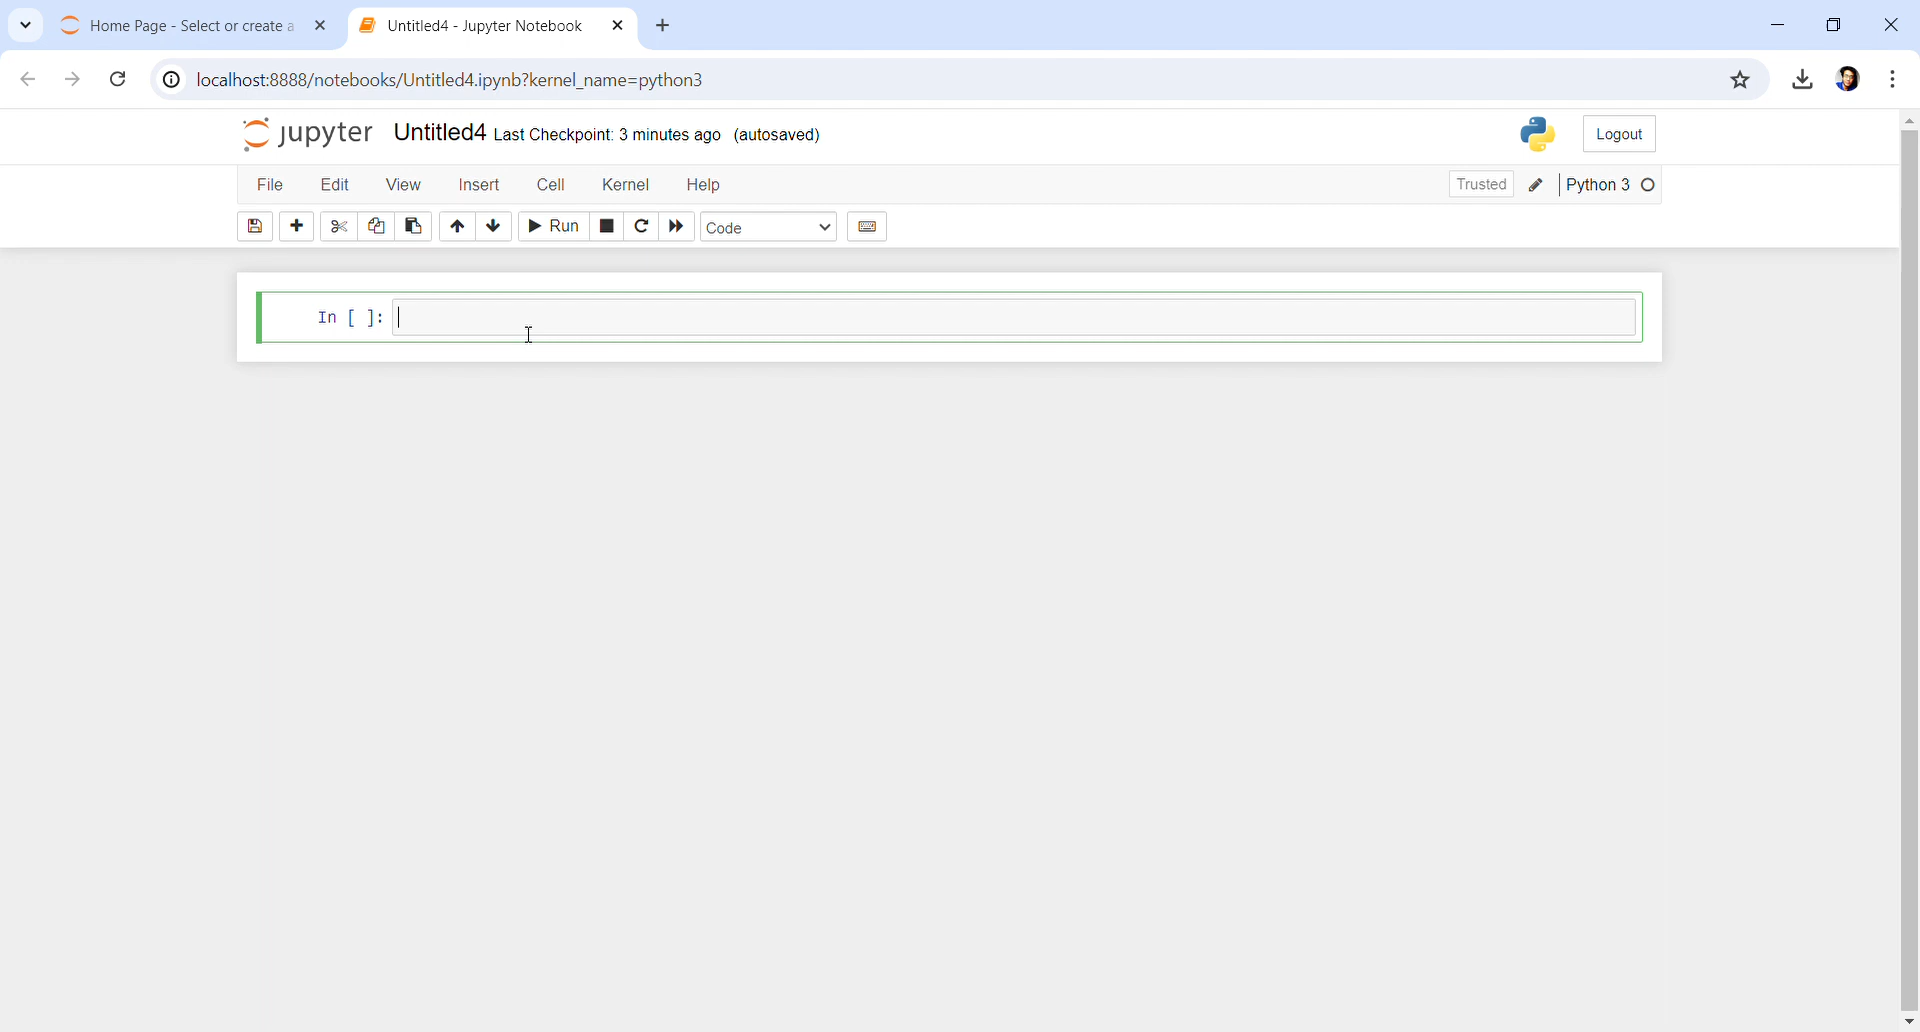 Home Page - Select or create a
Untitled4 - Jupyter Notebook
localhost:8888/notebooks/Untitled4.ipynb?kernel_name=python3
jupyter Untitled4 Last Checkpoint: 3 minutes ago (autosaved)
Logout
File Edit View Insert Cell Kernel Help
Trusted Python 3
Run Code
In [ ]: